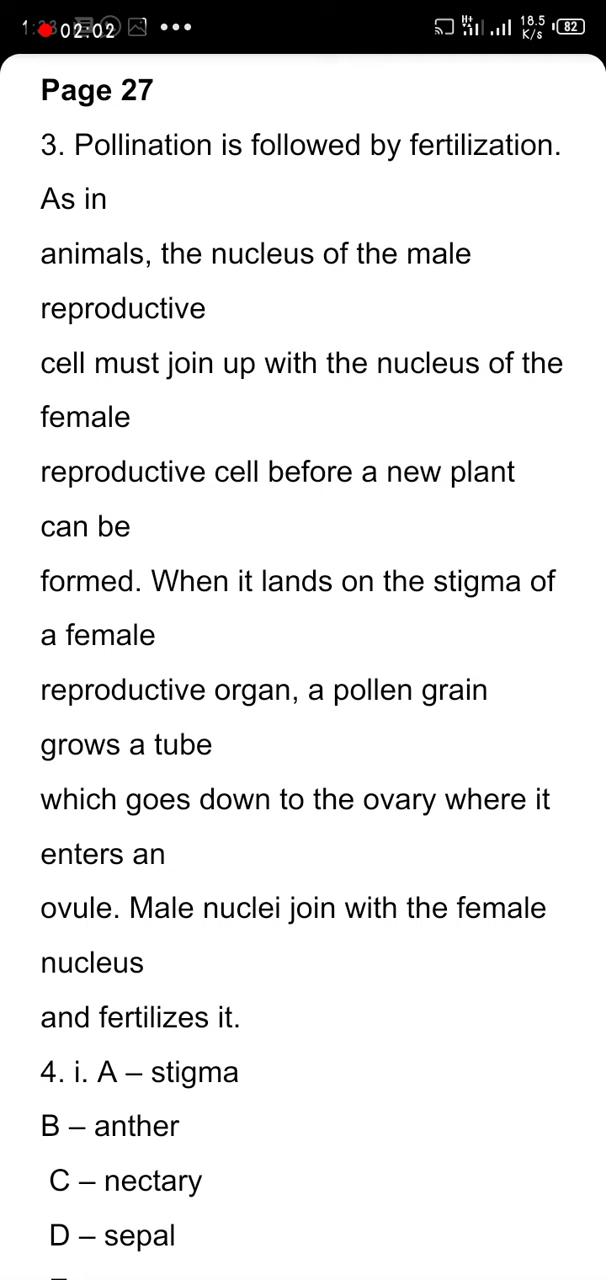 02:02
18.5
K/s
82
Page 27
3. Pollination is followed by fertilization.
As in
animals, the nucleus of the male
reproductive
cell must join up with the nucleus of the
female
reproductive cell before a new plant
can be
formed. When it lands on the stigma of
a female
reproductive organ, a pollen grain
grows a tube
which goes down to the ovary where it
enters an
ovule. Male nuclei join with the female
nucleus
and fertilizes it.
4. i. A – stigma
B – anther
C – nectary
D – sepal